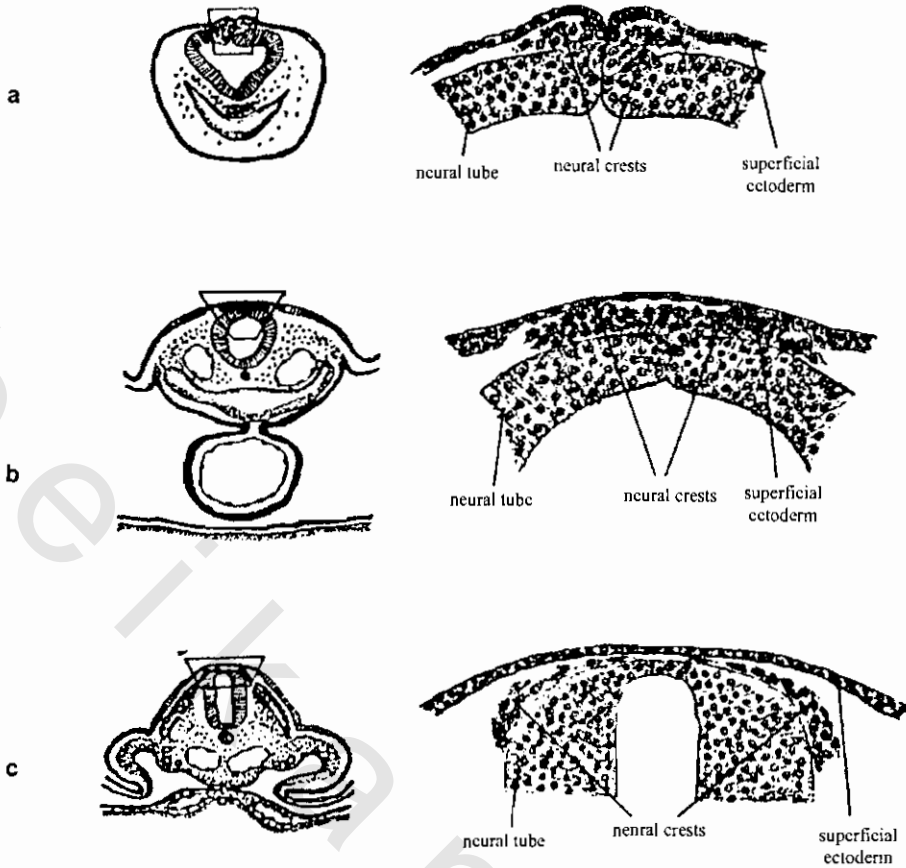 a
neural tube
neural crests
superficial
ectoderm
b
neural tube
neural crests
superficial
ectoderm
c
neural tube
nenral crests
superficial
ectoderm
e i k a